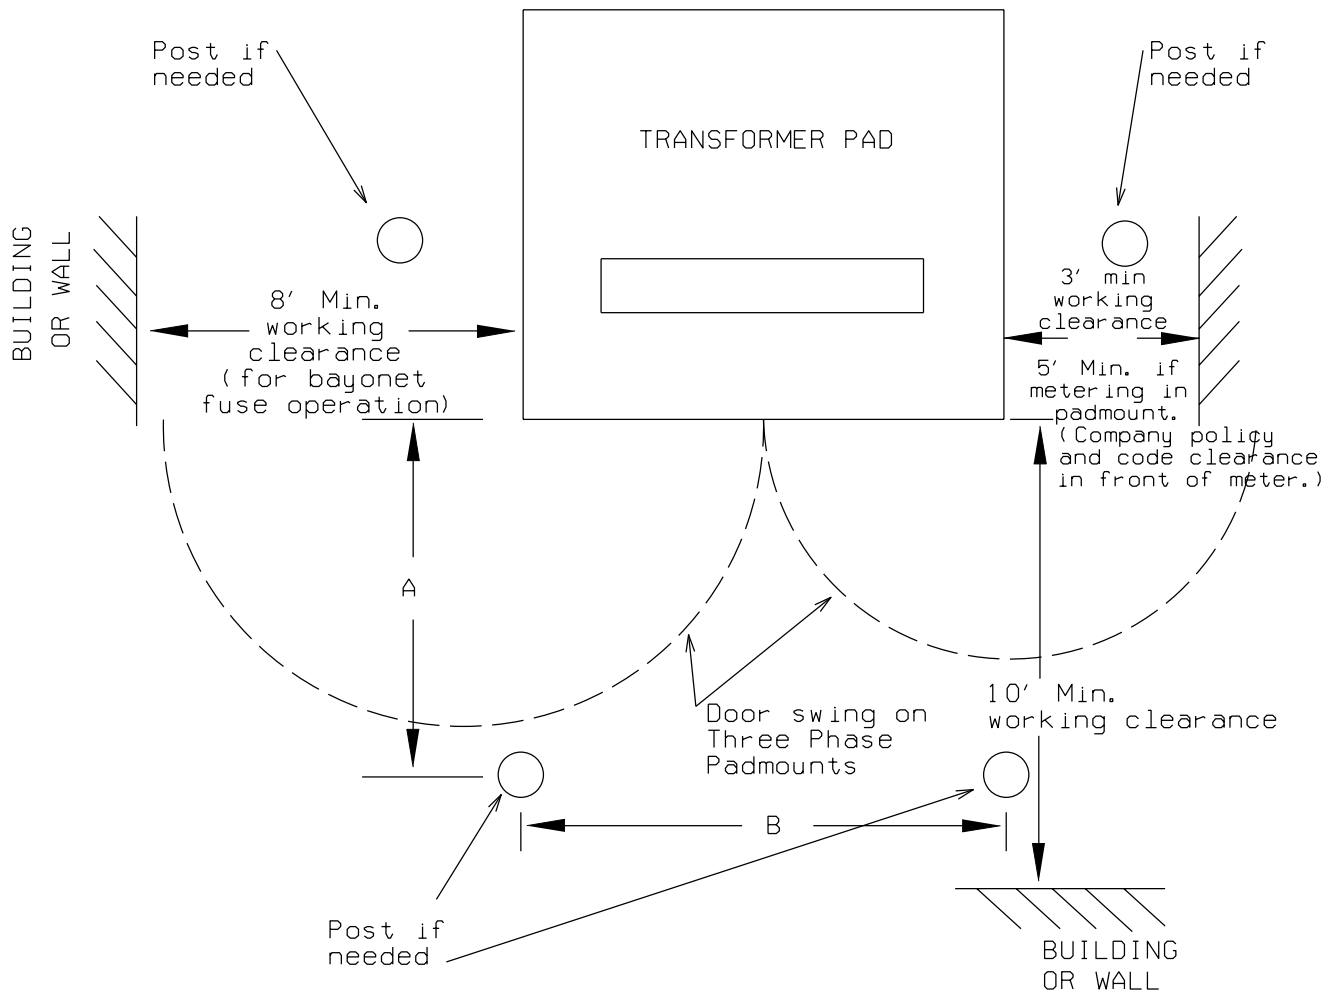 Post if
needed
Post if
needed
TRANSFORMER PAD
BUILDING
OR WALL
8' Min.
working
clearance
(for bayonet
fuse operation)
3' min
working
clearance
5' Min. if
metering in
padmount.
(Company policy
and code clearance
in front of meter.)
A
10' Min.
working clearance
Door swing on
Three Phase
Padmounts
B
Post if
needed
BUILDING
OR WALL